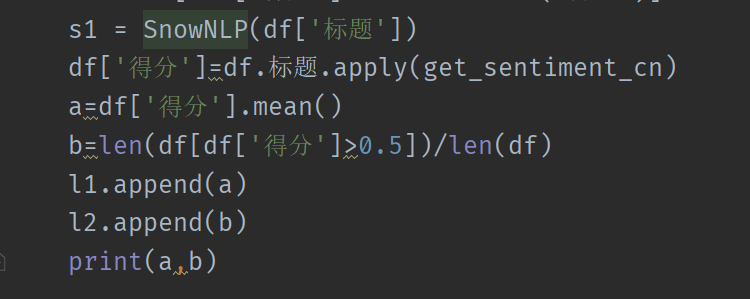 s1 = SnowNLP(df['标题'])
df['得分']=df.标题.apply(get_sentiment_cn)
a=df['得分'].mean()
b=len(df[df['得分']>0.5])/len(df)
l1.append(a)
l2.append(b)
print(a,b)